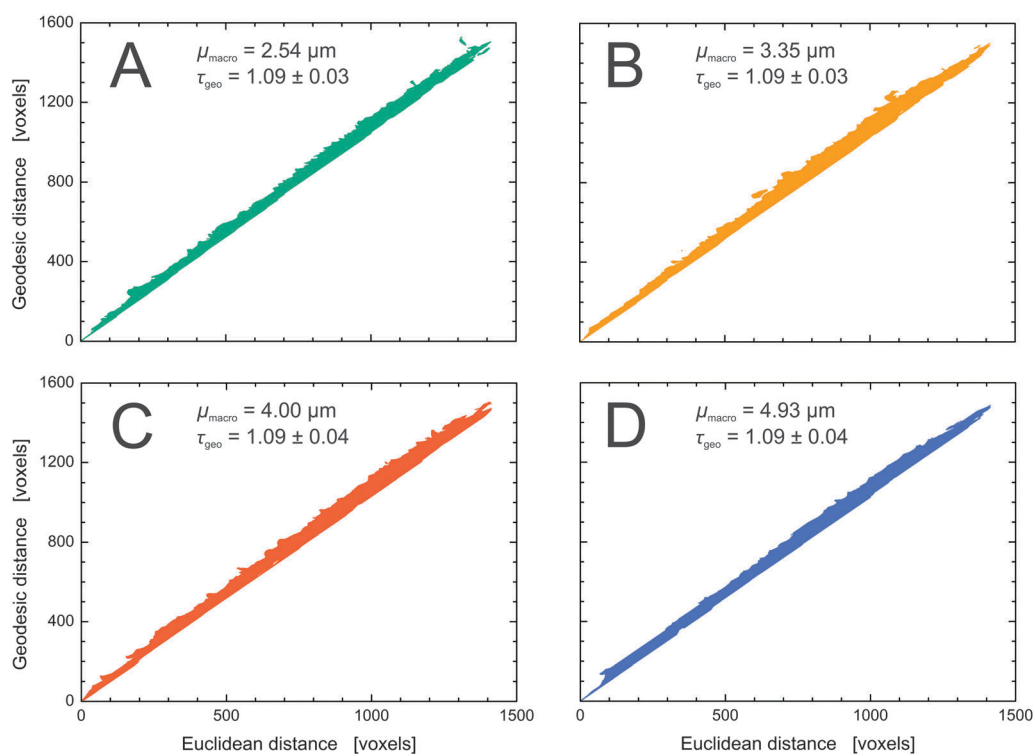 1600
1200
800
400
0
Geodesic distance [voxels]
A
μmacro = 2.54 μm
τgeo = 1.09 ± 0.03
B
μmacro = 3.35 μm
τgeo = 1.09 ± 0.03
1600
1200
800
400
0
Geodesic distance [voxels]
C
μmacro = 4.00 μm
τgeo = 1.09 ± 0.04
D
μmacro = 4.93 μm
τgeo = 1.09 ± 0.04
0 500 1000 1500
0 500 1000 1500
Euclidean distance [voxels]
Euclidean distance [voxels]